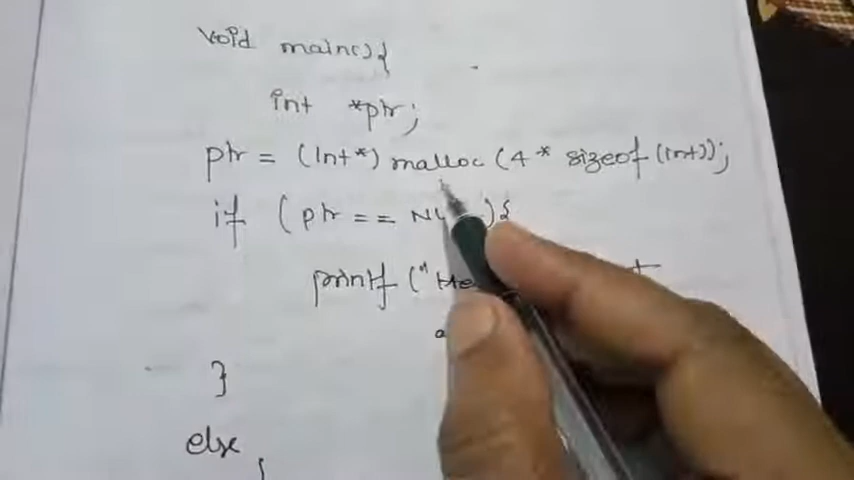 void main(){
int *ptr;
ptr = (int*) malloc (4* sizeof (int));
if (ptr == ){
printf ("
}
else